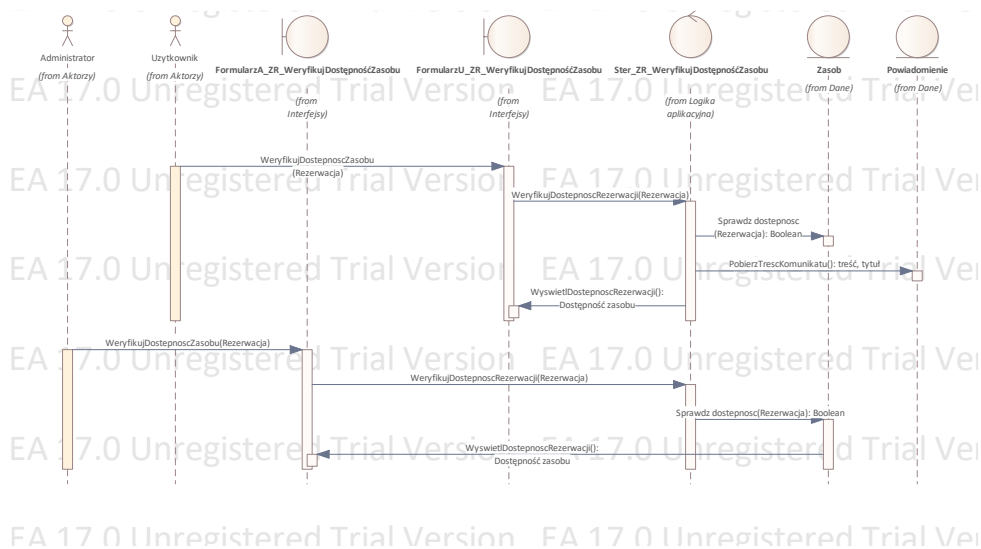 Administrator
(from Aktorzy)
Uzytkownik
(from Aktorzy)
FormularzA_ZR_WeryfikujDostępnośćZasobu
(from
Interfejsy)
FormularzU_ZR_WeryfikujDostępnośćZasobu
(from
Interfejsy)
Ster_ZR_WeryfikujDostępnośćZasobu
(from Logika
aplikacyjna)
Zasob
(from Dane)
Powiadomienie
(from Dane)
EA 17.0 Unregistered Trial Version EA 17.0 Unregistered Trial Ver
WeryfikujDostepnoscZasobu
(Rezerwacja)
EA 17.0 Unregistered Trial Version EA 17.0 Unregistered Trial Ver
WeryfikujDostepnoscRezerwacji(Rezerwacja)
Sprawdz dostepnosc
(Rezerwacja): Boolean
PobierzTrescKomunikatu(): treść, tytuł
EA 17.0 Unregistered Trial Version EA 17.0 Unregistered Trial Ver
WyswietlDostepnoscRezerwacji():
Dostępność zasobu
WeryfikujDostepnoscZasobu(Rezerwacja)
EA 17.0 Unregistered Trial Version EA 17.0 Unregistered Trial Ver
WeryfikujDostepnoscRezerwacji(Rezerwacja)
Sprawdz dostepnosc(Rezerwacja): Boolean
EA 17.0 Unregistered Trial Version EA 17.0 Unregistered Trial Ver
WyswietlDostepnoscRezerwacji():
Dostępność zasobu
EA 17.0 Unregistered Trial Version EA 17.0 Unregistered Trial Ver